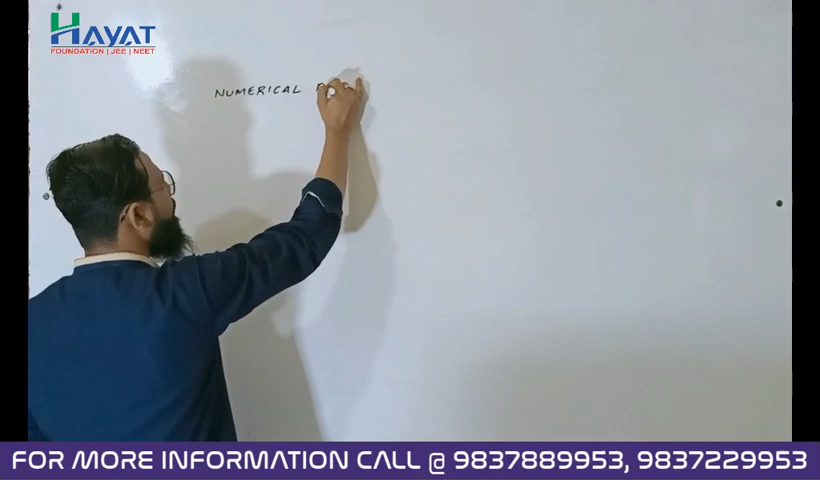 HAYAT
FOUNDATION | JEE | NEET
NUMERICAL
FOR MORE INFORMATION CALL @ 9837889953, 9837229953